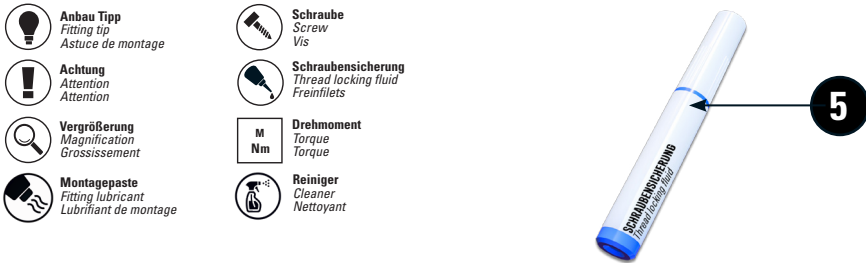 Anbau Tipp
Fitting tip
Astuce de montage
Achtung
Attention
Attention
Vergrößerung
Magnification
Grossissement
Montagepaste
Fitting lubricant
Lubrifiant de montage
Schraube
Screw
Vis
Schraubensicherung
Thread locking fluid
Freinfilets
M
Nm
Drehmoment
Torque
Torque
Reiniger
Cleaner
Nettoyant
SCHRAUBENSICHERUNG
Thread locking fluid
5